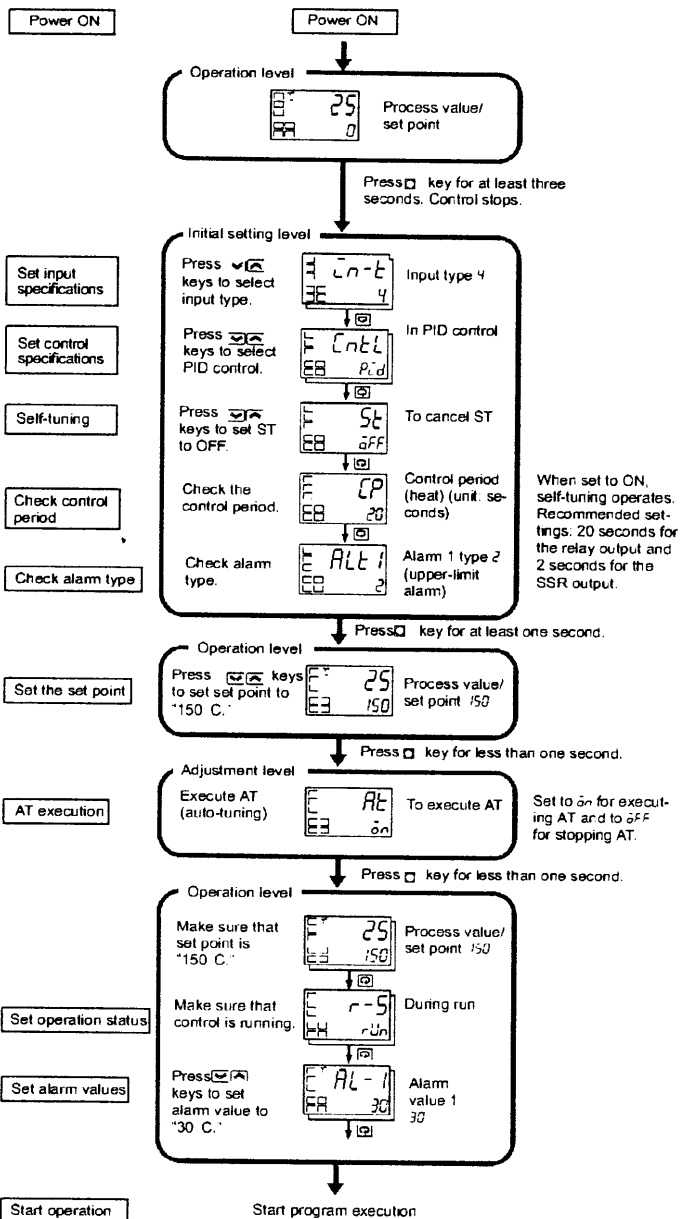 Power ON
Power ON
Operation level
25
0
Process value/
set point
Press key for at least three
seconds. Control stops.
Initial setting level
Set input
specifications
Press
keys to select
input type.
in-t
4
Input type 4
Set control
specifications
Press
keys to select
PID control.
CntL
Pid
In PID control
Self-tuning
Press
keys to set ST
to OFF.
St
oFF
To cancel ST
Check control
period
Check the
control period.
CP
20
Control period
(heat) (unit: se-
conds)
When set to ON,
self-tuning operates.
Recommended set-
tings: 20 seconds for
the relay output and
2 seconds for the
SSR output.
Check alarm type
Check alarm
type.
ALt1
2
Alarm 1 type 2
(upper-limit
alarm)
Press key for at least one second.
Operation level
Set the set point
Press keys
to set set point to
"150 C."
25
150
Process value/
set point 150
Press key for less than one second.
Adjustment level
AT execution
Execute AT
(auto-tuning)
At
on
To execute AT
Set to on for execut-
ing AT and to oFF
for stopping AT.
Press key for less than one second.
Operation level
Make sure that
set point is
"150 C."
25
150
Process value/
set point 150
Set operation status
Make sure that
control is running.
r-S
rUn
During run
Set alarm values
Press
keys to set
alarm value to
"30 C."
AL-1
30
Alarm
value 1
30
Start operation
Start program execution